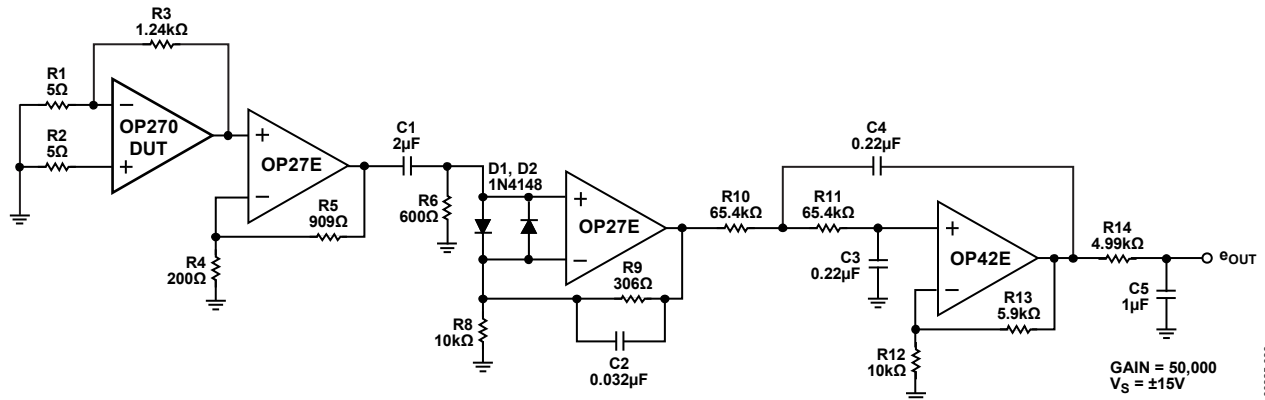 R3
1.24kΩ
R1
5Ω
R2
5Ω
−
+
OP270
DUT
+
−
OP27E
R5
909Ω
R4
200Ω
C1
2µF
R6
600Ω
D1, D2
1N4148
+
−
OP27E
R9
306Ω
R8
10kΩ
C2
0.032µF
R10
65.4kΩ
R11
65.4kΩ
C4
0.22µF
C3
0.22µF
+
−
OP42E
R13
5.9kΩ
R12
10kΩ
R14
4.99kΩ
eOUT
C5
1µF
GAIN = 50,000
VS = ±15V